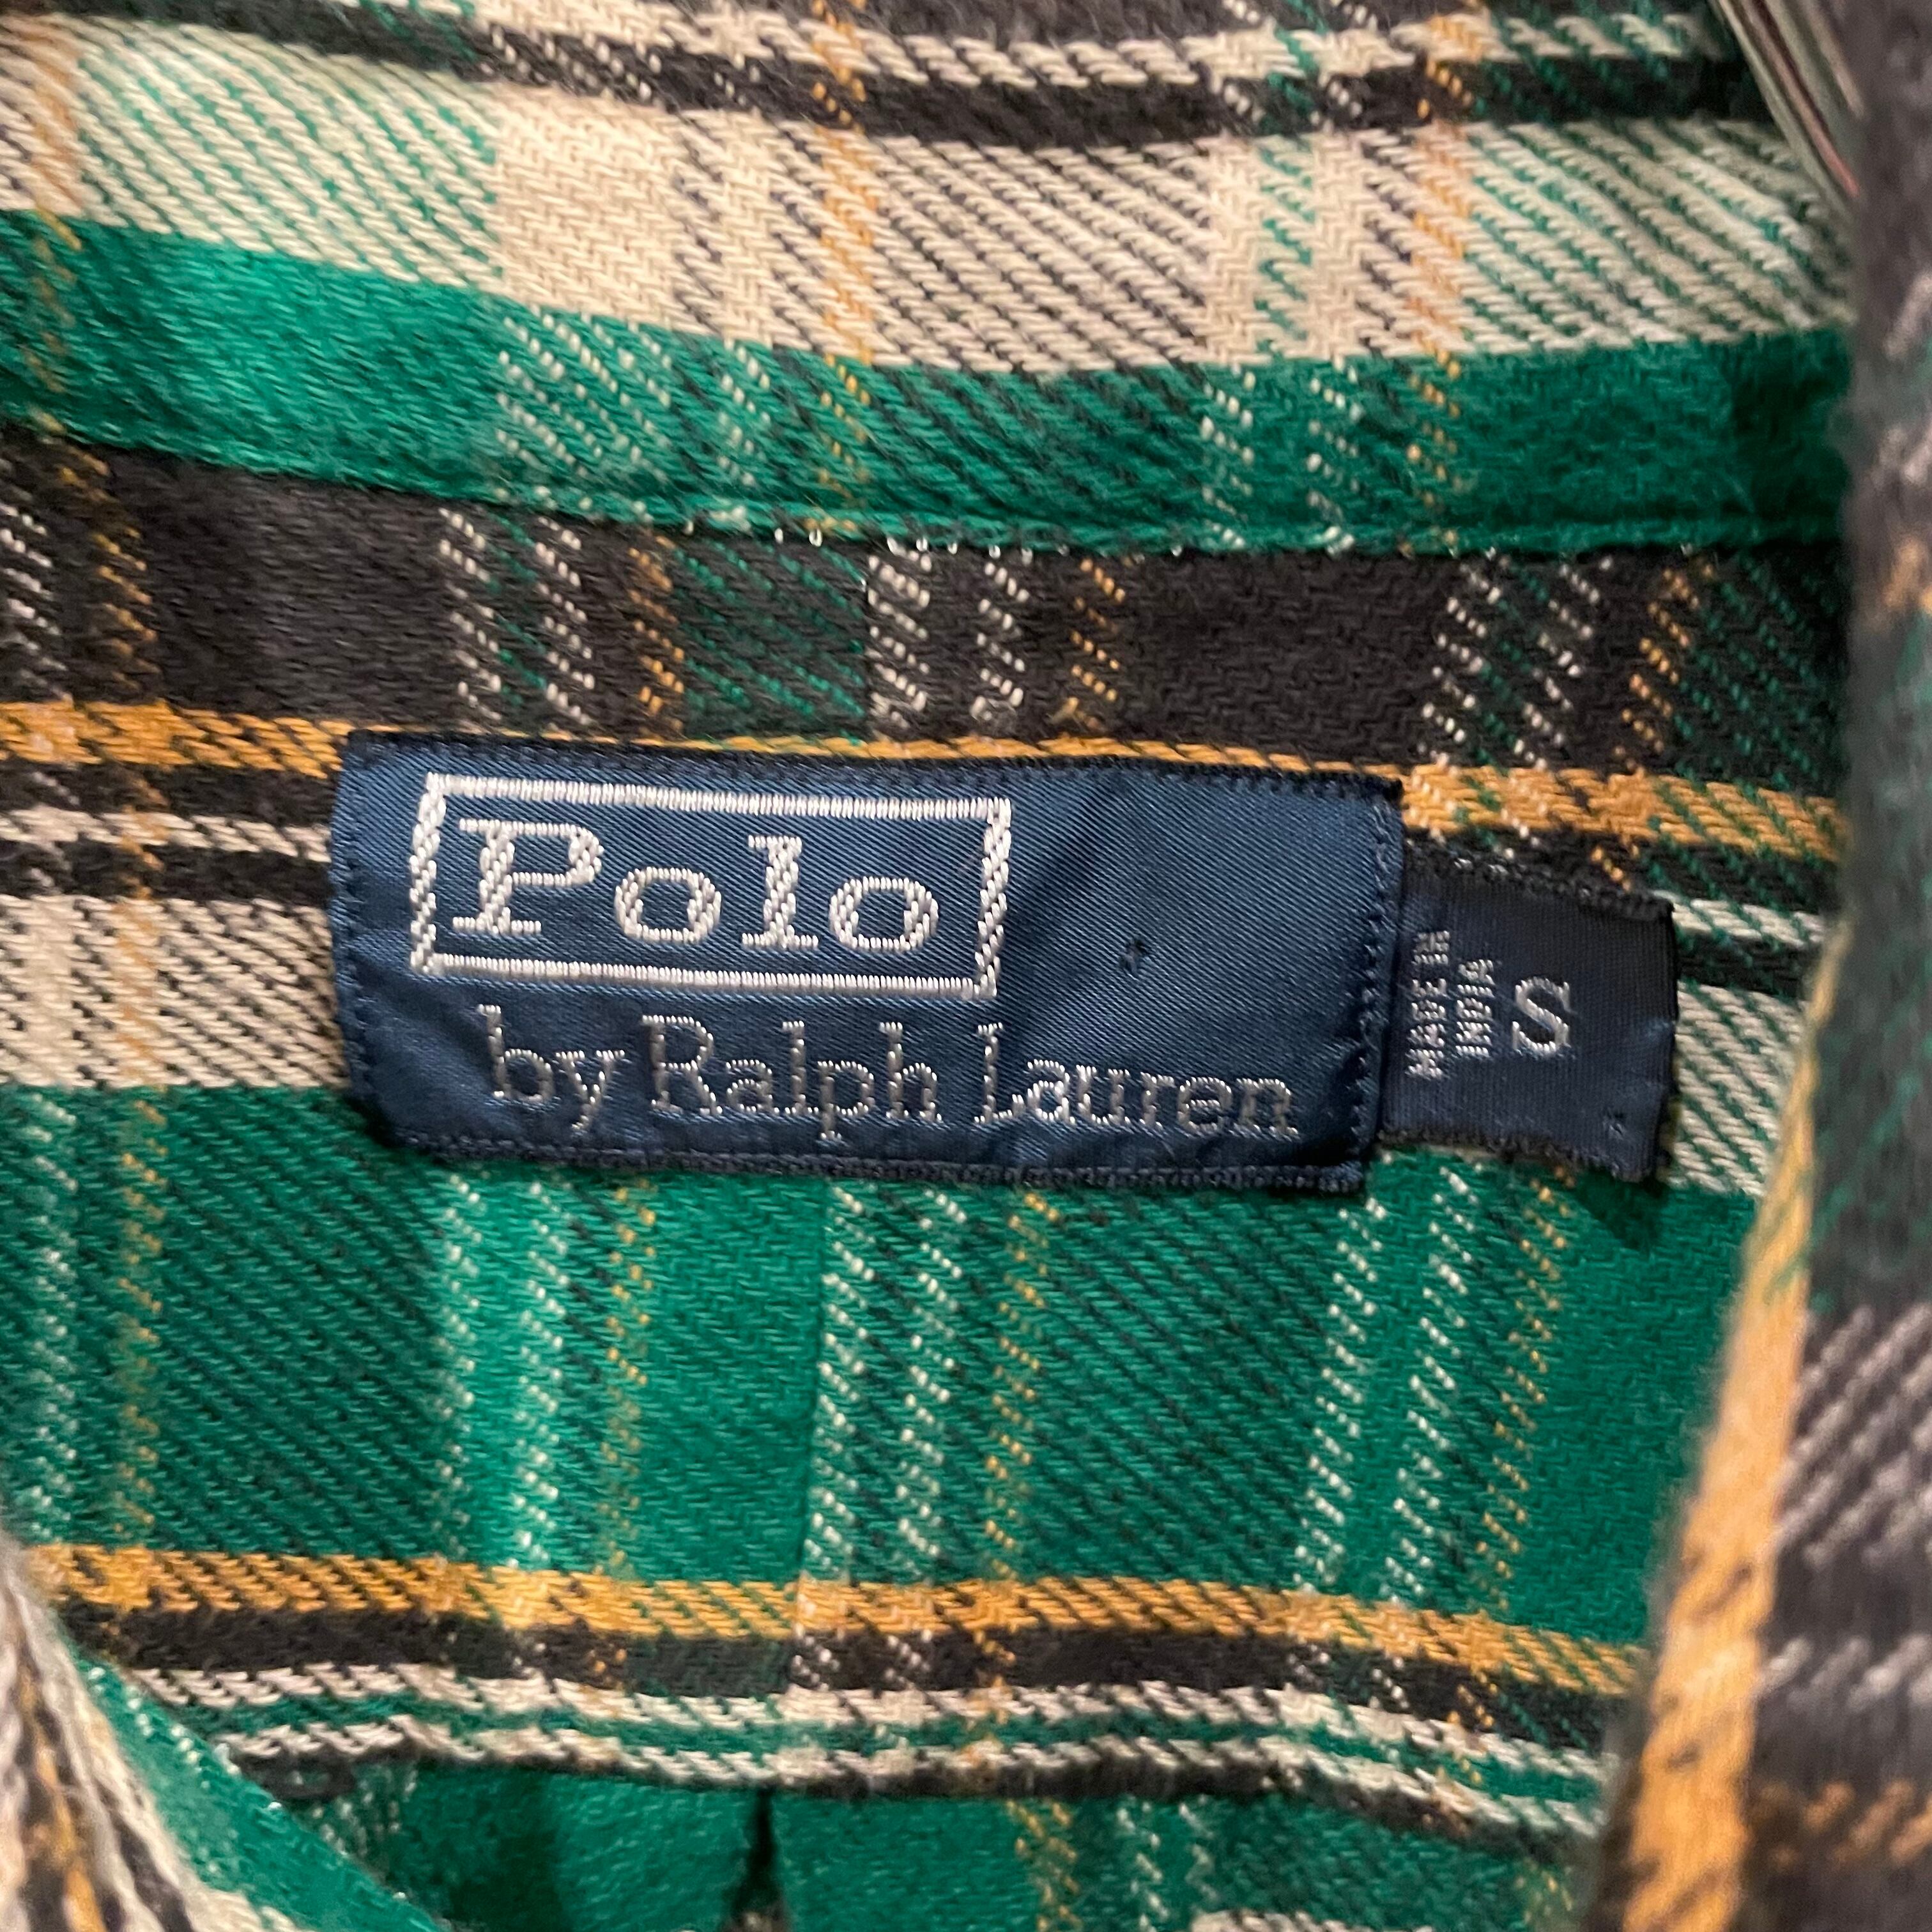 Polo
by Ralph Lauren
MADE IN
INDIA
S